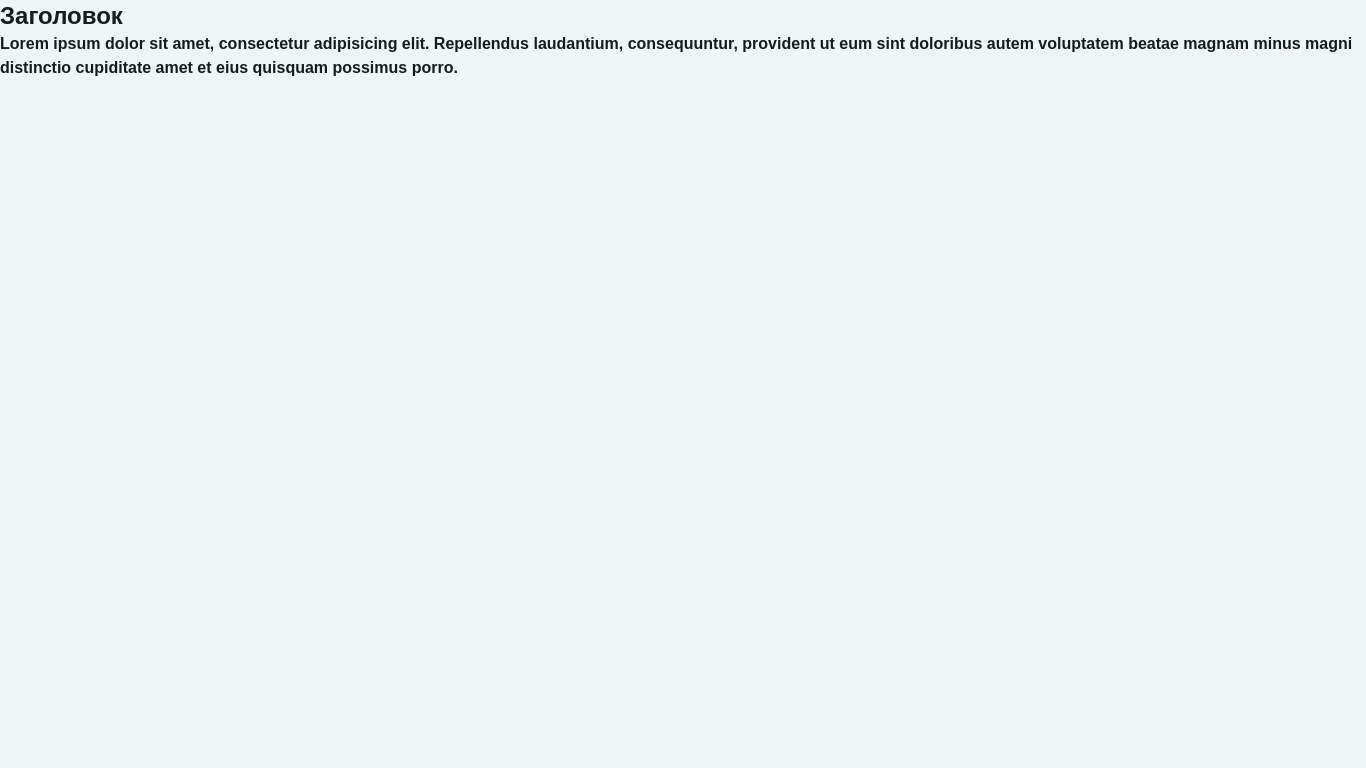 Заголовок
Lorem ipsum dolor sit amet, consectetur adipisicing elit. Repellendus laudantium, consequuntur, provident ut eum sint doloribus autem voluptatem beatae magnam minus magni
distinctio cupiditate amet et eius quisquam possimus porro.